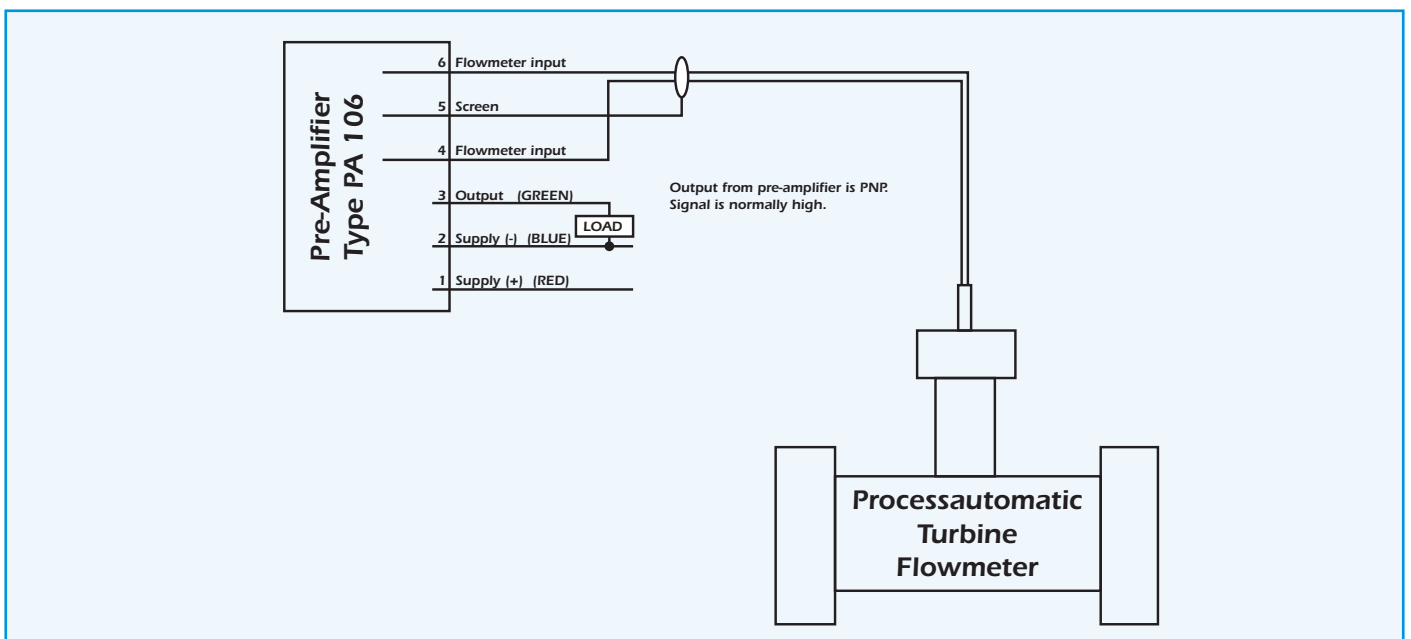 Pre-Amplifier
Type PA 106
6 Flowmeter input
5 Screen
4 Flowmeter input
3 Output (GREEN)
LOAD
2 Supply (-) (BLUE)
1 Supply (+) (RED)
Output from pre-amplifier is PNP.
Signal is normally high.
Processautomatic
Turbine
Flowmeter